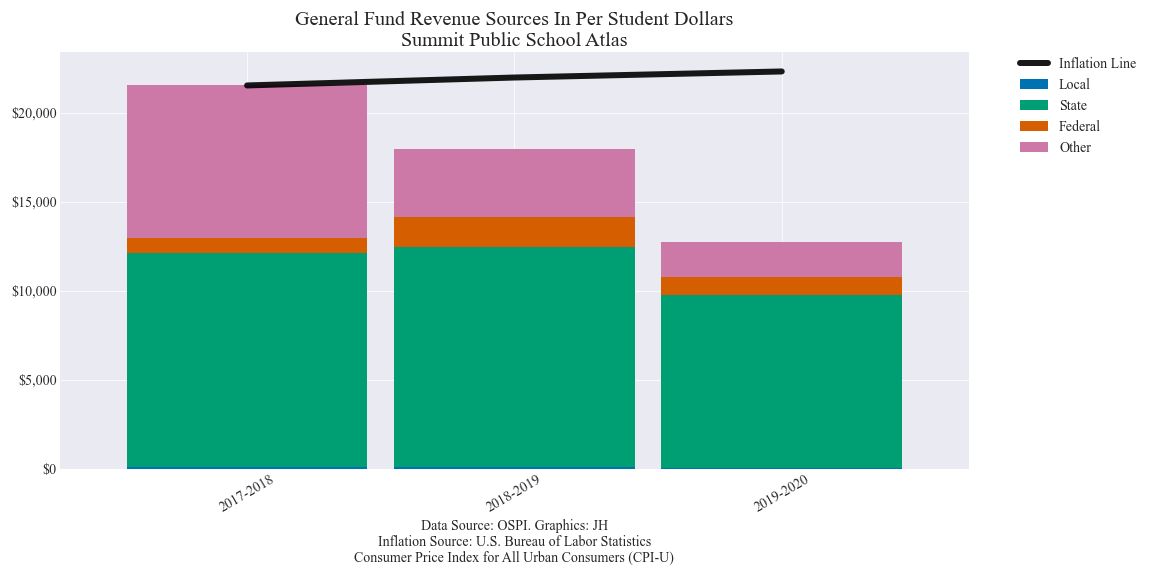 General Fund Revenue Sources In Per Student Dollars
Summit Public School Atlas
Inflation Line
Local
State
Federal
Other
$20,000
$15,000
$10,000
$5,000
$0
2017-2018
2018-2019
2019-2020
Data Source: OSPI. Graphics: JH
Inflation Source: U.S. Bureau of Labor Statistics
Consumer Price Index for All Urban Consumers (CPI-U)